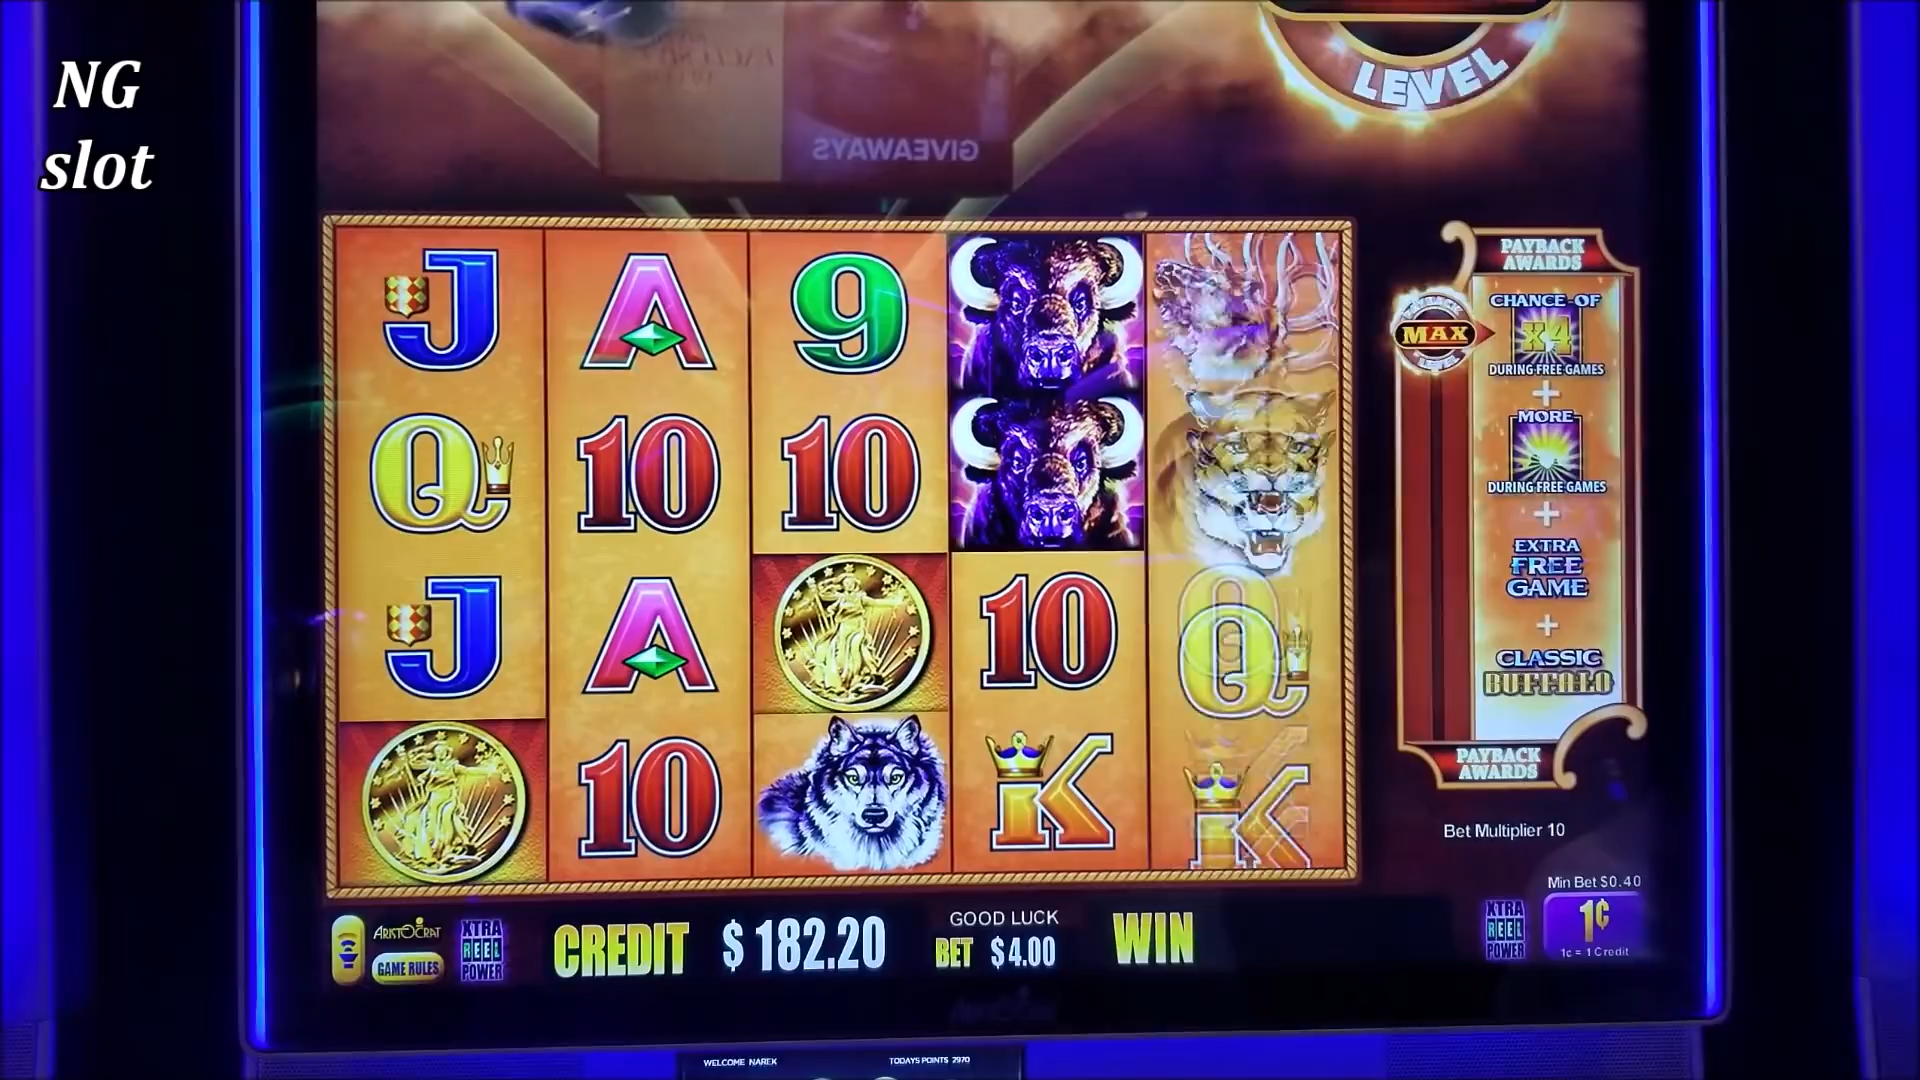 NG
slot
LEVEL
GIVEAWAYS
J
A
9
Q
10
10
J
A
10
Q
10
K
K
PAYBACK
AWARDS
CHANCE OF
X4
DURING FREE GAMES
+
MORE
DURING FREE GAMES
+
EXTRA
FREE
GAME
+
CLASSIC
BUFFALO
PAYBACK
AWARDS
MAX
LEVEL
Bet Multiplier 10
Min Bet $0.40
1¢
1c = 1 Credit
XTRA
REEL
POWER
ARISTOCRAT
GAME RULES
XTRA
REEL
POWER
CREDIT $ 182.20
GOOD LUCK
BET $4.00
WIN
WELCOME NAREK
TODAYS POINTS 2970